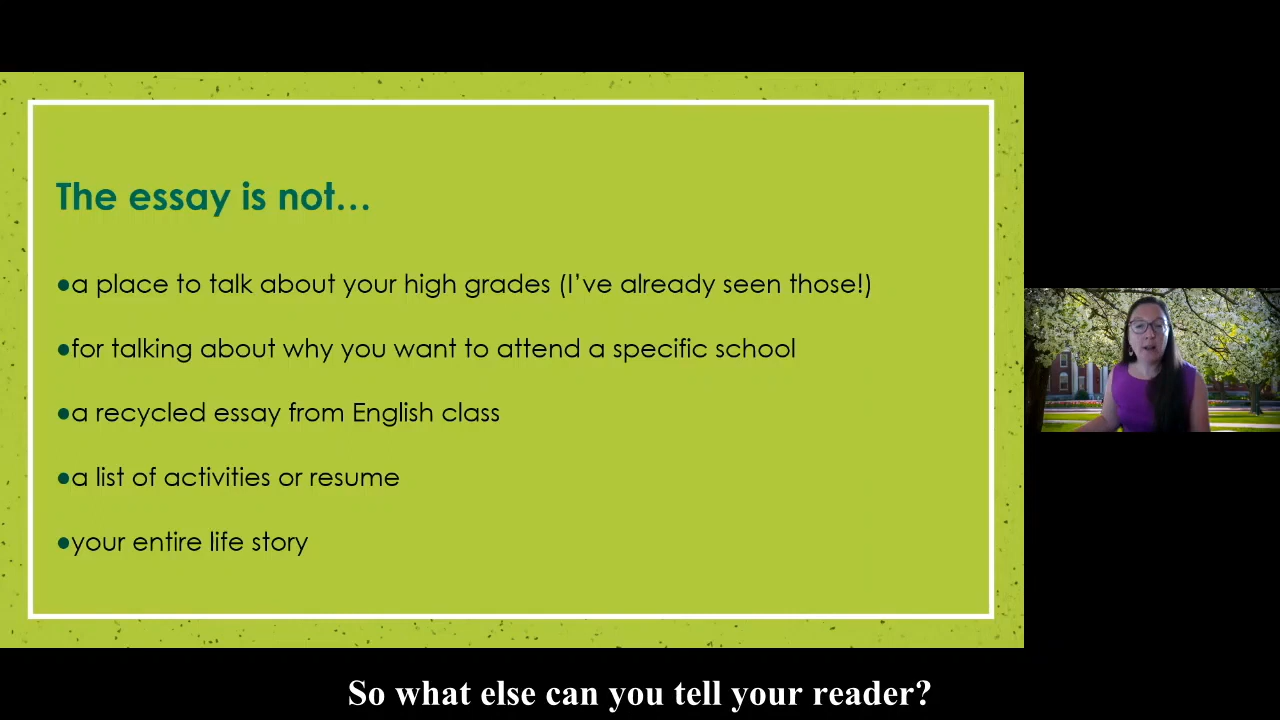 The essay is not…
●a place to talk about your high grades (I’ve already seen those!)
●for talking about why you want to attend a specific school
●a recycled essay from English class
●a list of activities or resume
●your entire life story
So what else can you tell your reader?